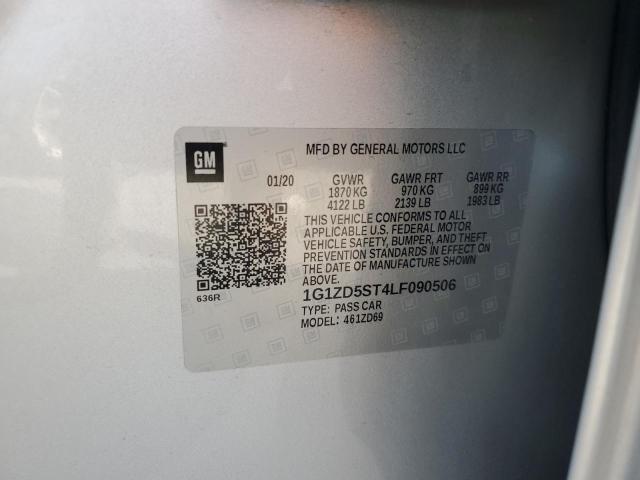 GM
MFD BY GENERAL MOTORS LLC
01/20 GVWR GAWR FRT GAWR RR
1870 KG 970 KG 899 KG
4122 LB 2139 LB 1983 LB
THIS VEHICLE CONFORMS TO ALL
APPLICABLE U.S. FEDERAL MOTOR
VEHICLE SAFETY, BUMPER, AND THEFT
PREVENTION STANDARDS IN EFFECT ON
THE DATE OF MANUFACTURE SHOWN
ABOVE.
636R
1G1ZD5ST4LF090506
TYPE: PASS CAR
MODEL: 461ZD69